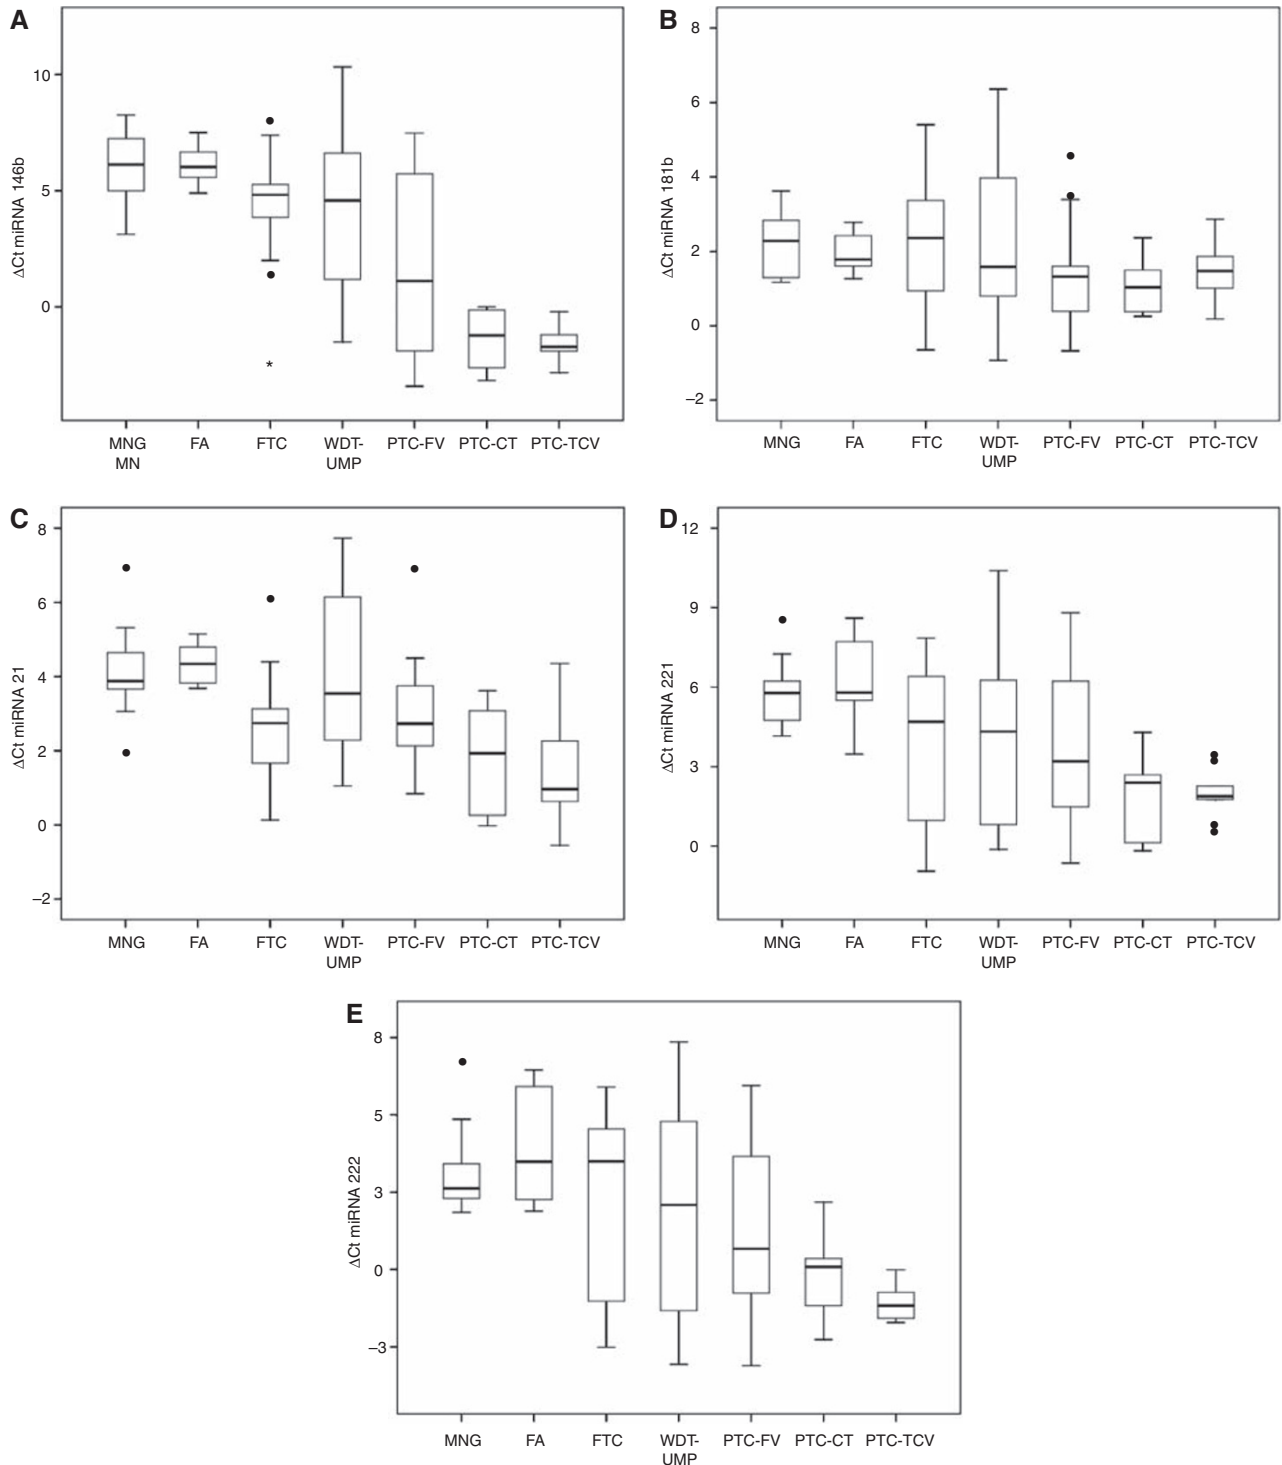 A
ΔCt miRNA 146b
10
5
0
*
MNG FA FTC WDT- PTC-FV PTC-CT PTC-TCV
MN UMP
B
ΔCt miRNA 181b
8
6
4
2
0
–2
MNG FA FTC WDT- PTC-FV PTC-CT PTC-TCV
UMP
C
ΔCt miRNA 21
8
6
4
2
0
–2
MNG FA FTC WDT- PTC-FV PTC-CT PTC-TCV
UMP
D
ΔCt miRNA 221
12
9
6
3
0
MNG FA FTC WDT- PTC-FV PTC-CT PTC-TCV
UMP
E
ΔCt miRNA 222
8
5
3
0
–3
MNG FA FTC WDT- PTC-FV PTC-CT PTC-TCV
UMP